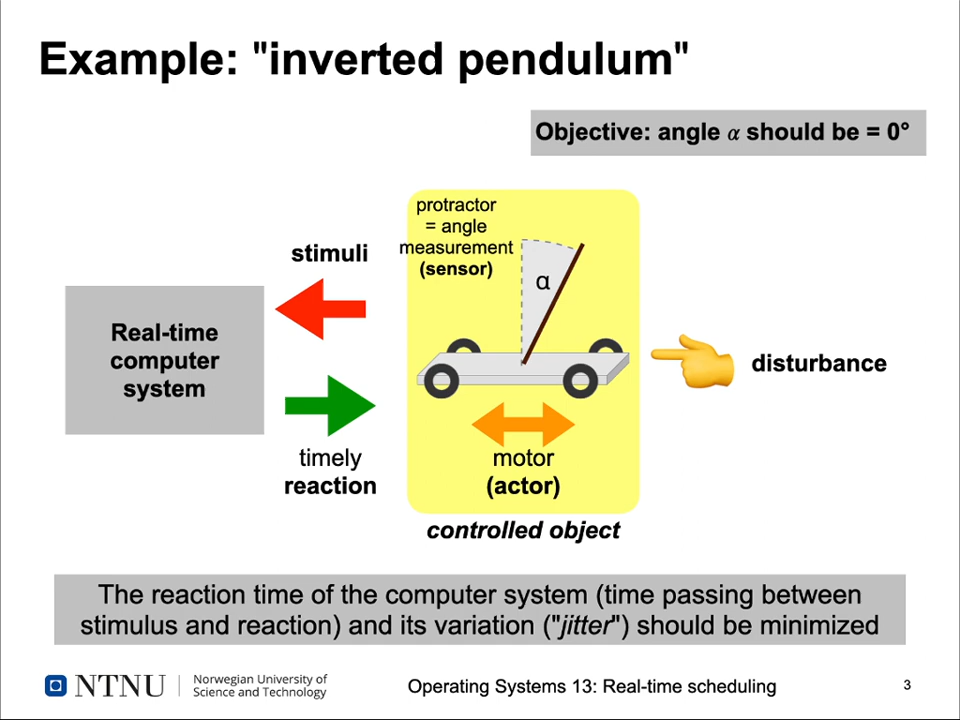 Example: "inverted pendulum"
Objective: angle α should be = 0°
protractor
= angle
measurement
(sensor)
stimuli
α
Real-time
computer
system
disturbance
timely
reaction
motor
(actor)
controlled object
The reaction time of the computer system (time passing between
stimulus and reaction) and its variation ("jitter") should be minimized
NTNU
Norwegian University of
Science and Technology
Operating Systems 13: Real-time scheduling
3